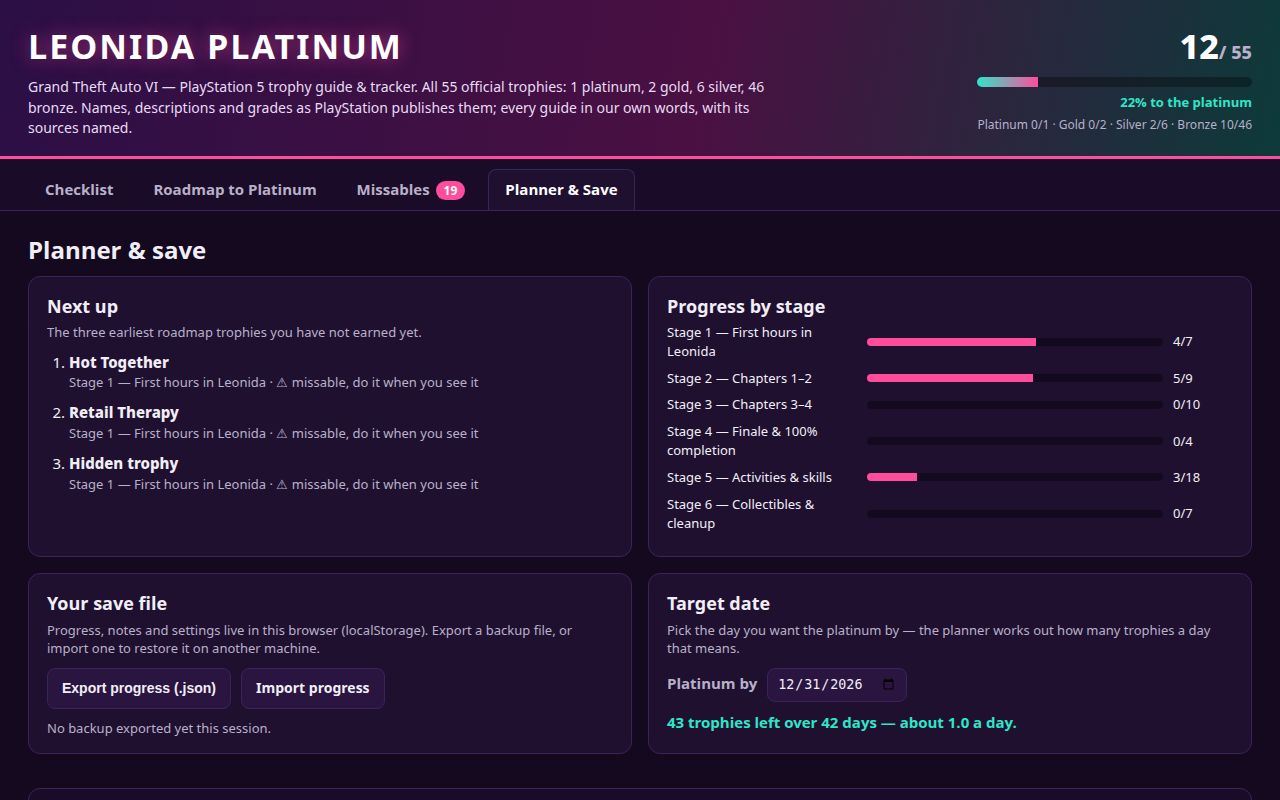 LEONIDA PLATINUM
Grand Theft Auto VI — PlayStation 5 trophy guide & tracker. All 55 official trophies: 1 platinum, 2 gold, 6 silver, 46
bronze. Names, descriptions and grades as PlayStation publishes them; every guide in our own words, with its
sources named.
12/ 55
22% to the platinum
Platinum 0/1 · Gold 0/2 · Silver 2/6 · Bronze 10/46
Checklist
Roadmap to Platinum
Missables 19
Planner & Save
Planner & save
Next up
The three earliest roadmap trophies you have not earned yet.
1. Hot Together
Stage 1 — First hours in Leonida · ⚠ missable, do it when you see it
2. Retail Therapy
Stage 1 — First hours in Leonida · ⚠ missable, do it when you see it
3. Hidden trophy
Stage 1 — First hours in Leonida · ⚠ missable, do it when you see it
Progress by stage
Stage 1 — First hours in
Leonida
4/7
Stage 2 — Chapters 1–2
5/9
Stage 3 — Chapters 3–4
0/10
Stage 4 — Finale & 100%
completion
0/4
Stage 5 — Activities & skills
3/18
Stage 6 — Collectibles &
cleanup
0/7
Your save file
Progress, notes and settings live in this browser (localStorage). Export a backup file, or
import one to restore it on another machine.
Export progress (.json)
Import progress
No backup exported yet this session.
Target date
Pick the day you want the platinum by — the planner works out how many trophies a day
that means.
Platinum by 12/31/2026
43 trophies left over 42 days — about 1.0 a day.